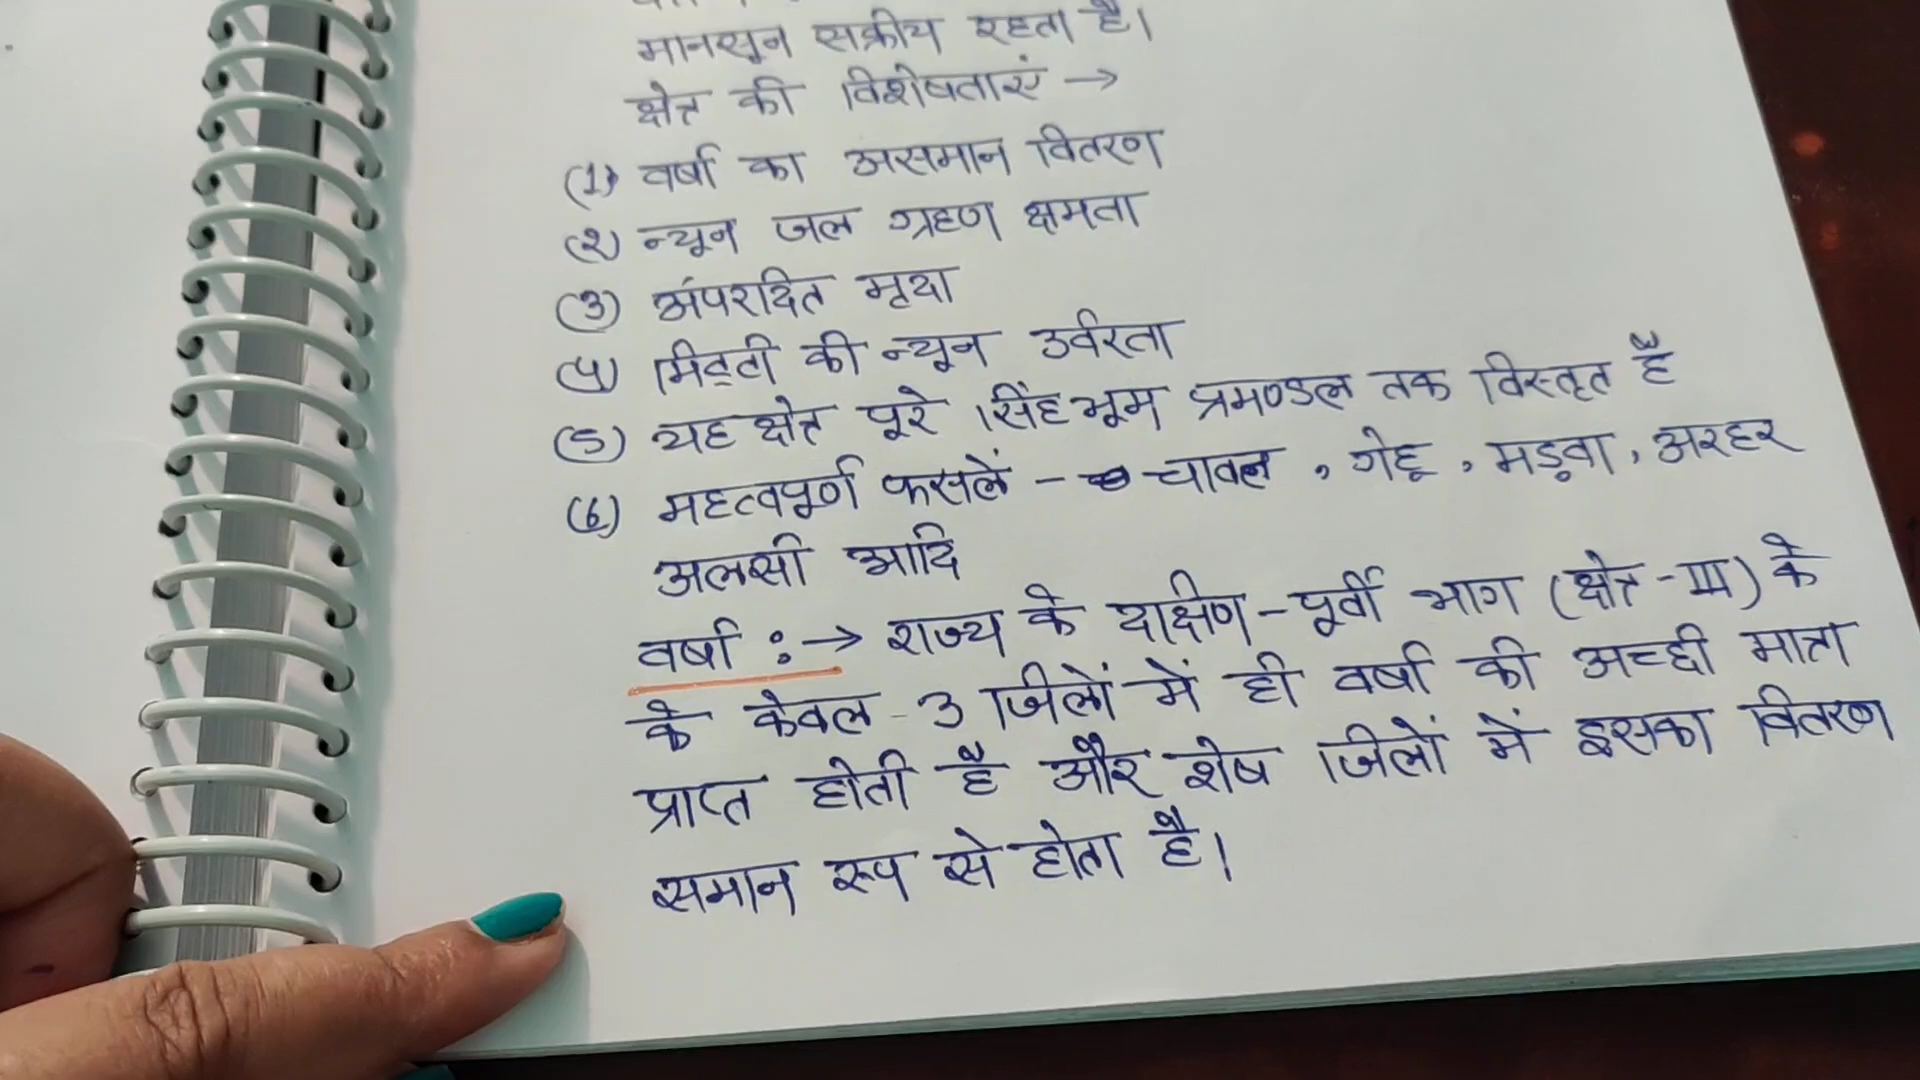 मानसून सक्रीय रहता है।
क्षेत्र की विशेषताएं →
(1) वर्षा का असमान वितरण
(2) न्यून जल ग्रहण क्षमता
(3) अंपरदित मृदा
(4) मिट्टी की न्यून उर्वरता
(5) यह क्षेत्र पूरे सिंहभूम प्रमण्डल तक विस्तृत है
(6) महत्वपूर्ण फसलें - चावल, गेहू, मड़वा, अरहर
अलसी आदि
वर्षा :→ राज्य के दक्षिण-पूर्वी भाग (क्षेत्र-III) के
के केवल 3 जिलों में ही वर्षा की अच्छी मात्रा
प्राप्त होती है और शेष जिलों में इसका वितरण
समान रूप से होता है।